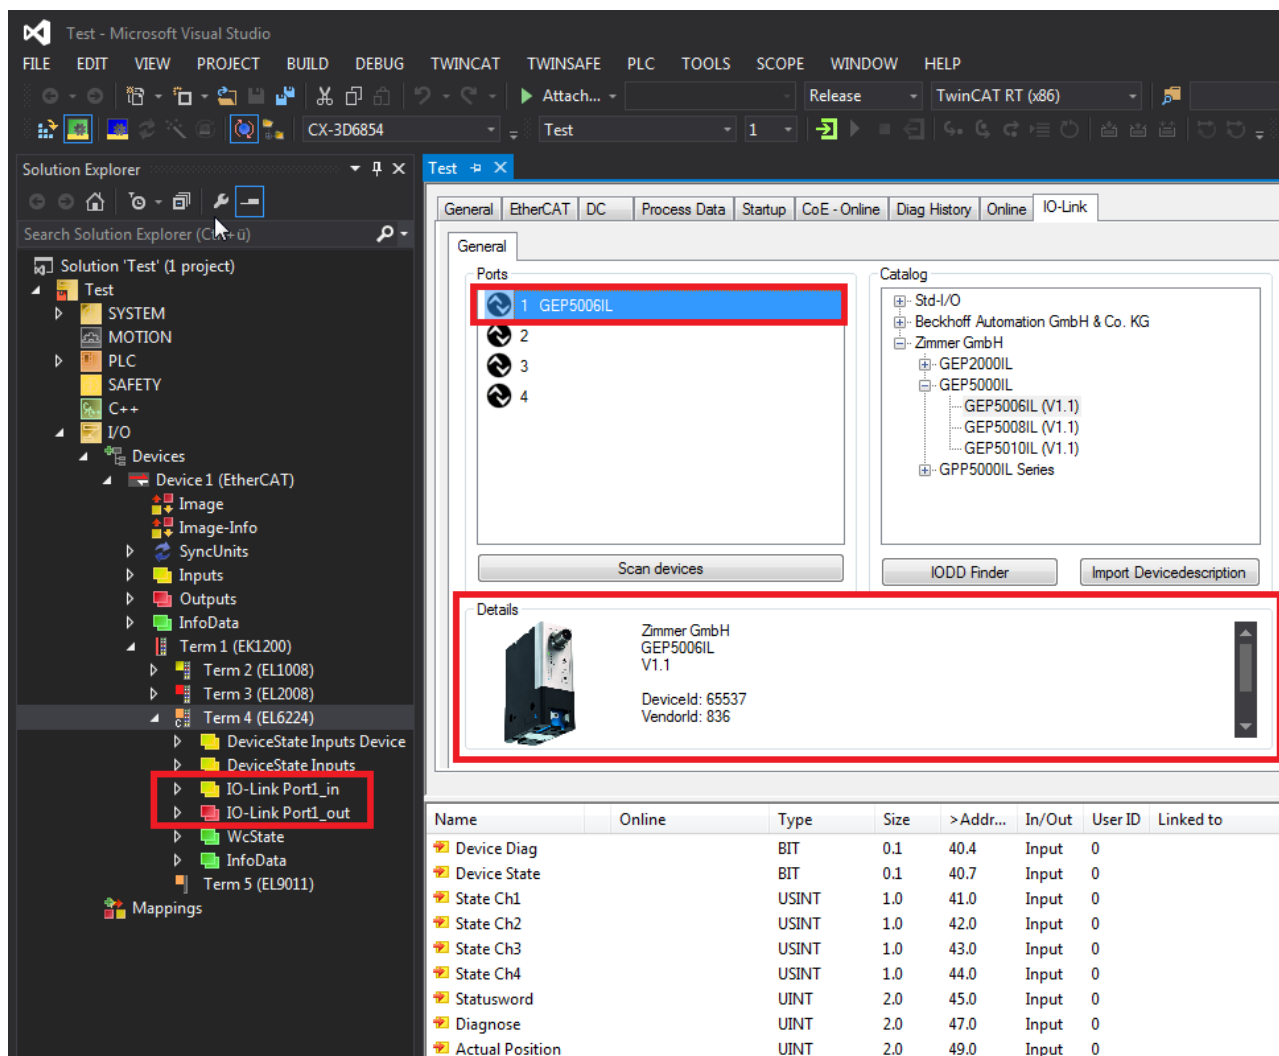 Test - Microsoft Visual Studio
FILE EDIT VIEW PROJECT BUILD DEBUG TWINCAT TWINSAFE PLC TOOLS SCOPE WINDOW HELP
Attach... Release TwinCAT RT (x86)
CX-3D6854 Test 1
Solution Explorer
Search Solution Explorer (Ct +ü)
Solution 'Test' (1 project)
Test
SYSTEM
MOTION
PLC
SAFETY
C++
I/O
Devices
Device 1 (EtherCAT)
Image
Image-Info
SyncUnits
Inputs
Outputs
InfoData
Term 1 (EK1200)
Term 2 (EL1008)
Term 3 (EL2008)
Term 4 (EL6224)
DeviceState Inputs Device
DeviceState Inputs
IO-Link Port1_in
IO-Link Port1_out
WcState
InfoData
Term 5 (EL9011)
Mappings
Test
General EtherCAT DC Process Data Startup CoE - Online Diag History Online IO-Link
General
Ports
1 GEP5006IL
2
3
4
Scan devices
Catalog
Std-I/O
Beckhoff Automation GmbH & Co. KG
Zimmer GmbH
GEP2000IL
GEP5000IL
GEP5006IL (V1.1)
GEP5008IL (V1.1)
GEP5010IL (V1.1)
GPP5000IL Series
IODD Finder Import Devicedescription
Details
Zimmer GmbH
GEP5006IL
V1.1
DeviceId: 65537
VendorId: 836
Name Online Type Size >Addr... In/Out User ID Linked to
Device Diag BIT 0.1 40.4 Input 0
Device State BIT 0.1 40.7 Input 0
State Ch1 USINT 1.0 41.0 Input 0
State Ch2 USINT 1.0 42.0 Input 0
State Ch3 USINT 1.0 43.0 Input 0
State Ch4 USINT 1.0 44.0 Input 0
Statusword UINT 2.0 45.0 Input 0
Diagnose UINT 2.0 47.0 Input 0
Actual Position UINT 2.0 49.0 Input 0